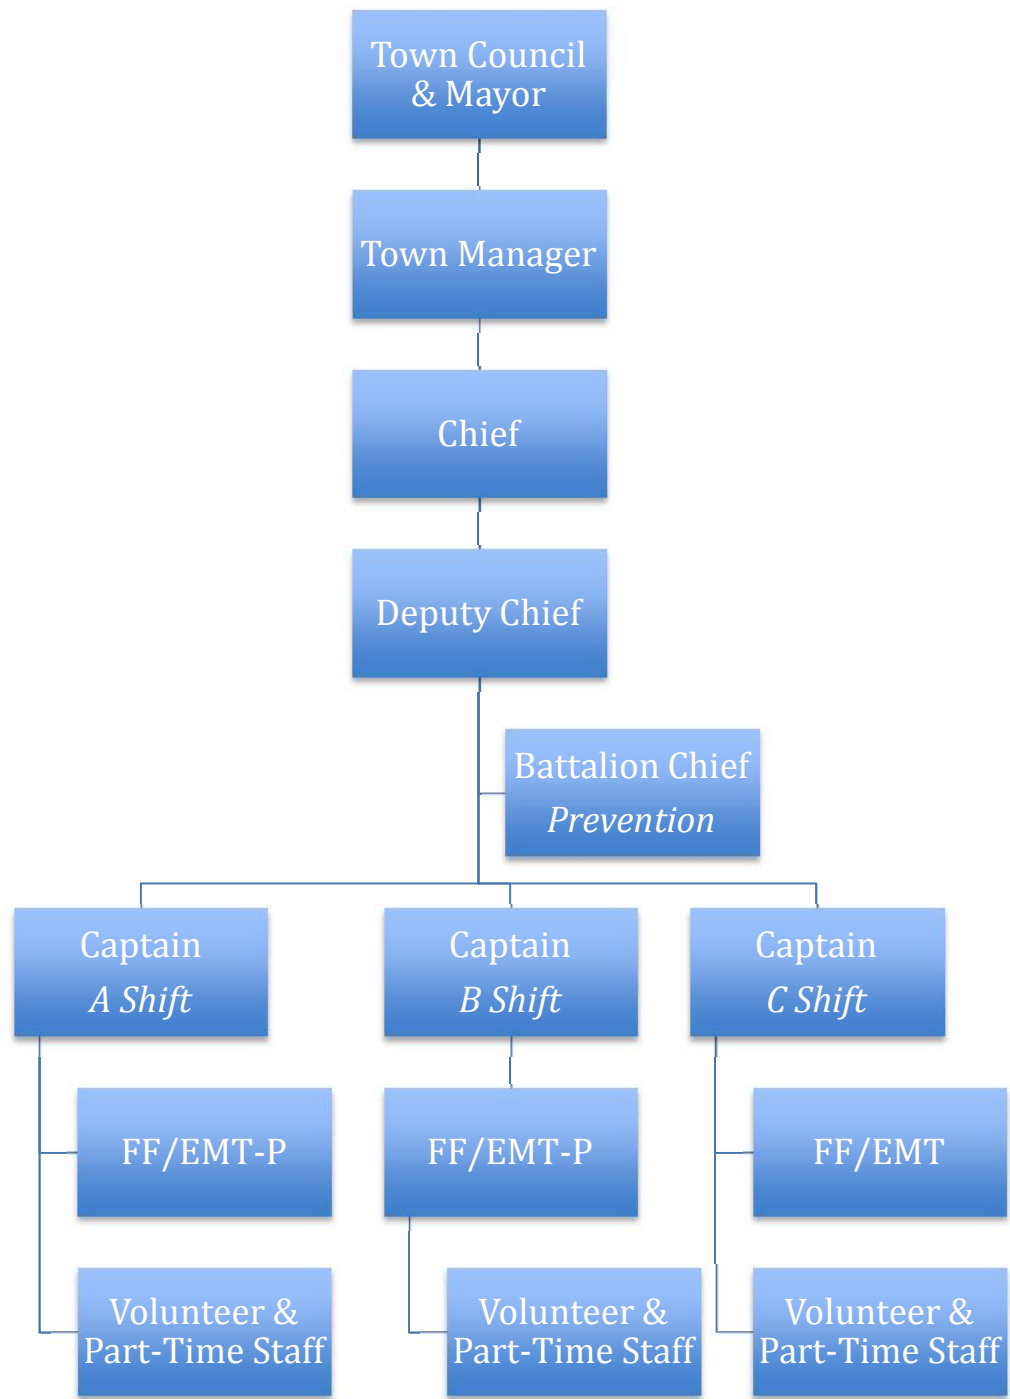 Town Council
& Mayor
Town Manager
Chief
Deputy Chief
Battalion Chief
Prevention
Captain
A Shift
Captain
B Shift
Captain
C Shift
FF/EMT-P
FF/EMT-P
FF/EMT
Volunteer &
Part-Time Staff
Volunteer &
Part-Time Staff
Volunteer &
Part-Time Staff